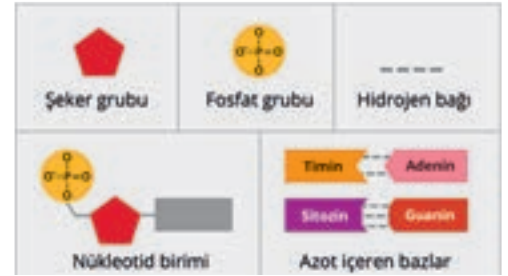 Şeker grubu
Fosfat grubu
Hidrojen bağı
Nükleotid birimi
Timin
Adenin
Sitozin
Guanin
Azot içeren bazlar